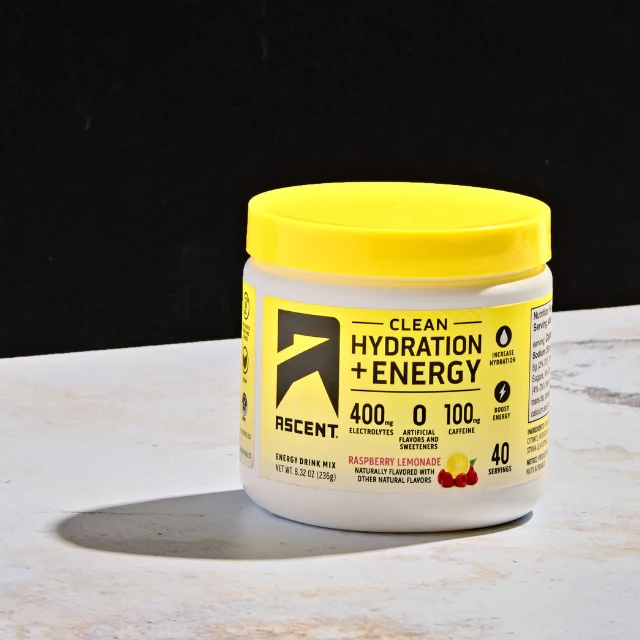 ASCENT
ENERGY DRINK MIX
NET WT. 8.32 OZ (236g)
CLEAN
HYDRATION
+ENERGY
400mg
ELECTROLYTES
0
ARTIFICIAL
FLAVORS AND
SWEETENERS
100mg
CAFFEINE
RASPBERRY LEMONADE
NATURALLY FLAVORED WITH
OTHER NATURAL FLAVORS
INCREASE
HYDRATION
BOOST
ENERGY
40
SERVINGS